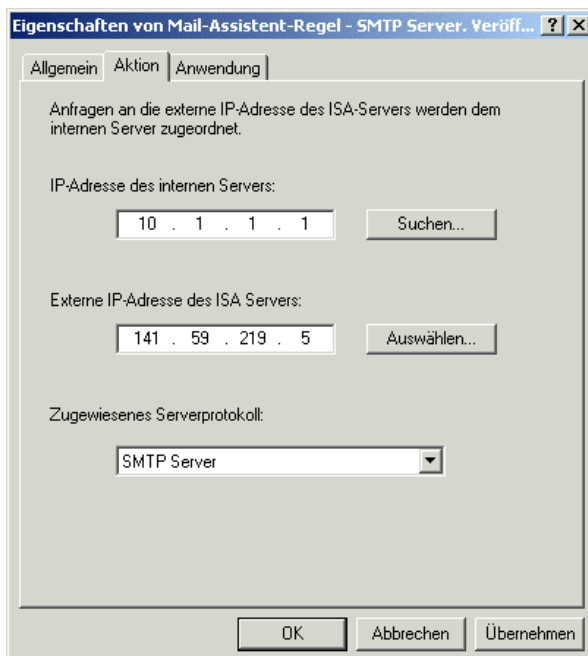 Eigenschaften von Mail-Assistent-Regel - SMTP Server. Veröff...
Allgemein Aktion Anwendung
Anfragen an die externe IP-Adresse des ISA-Servers werden dem
internen Server zugeordnet.
IP-Adresse des internen Servers:
10 . 1 . 1 . 1 Suchen...
Externe IP-Adresse des ISA Servers:
141 . 59 . 219 . 5 Auswählen...
Zugewiesenes Serverprotokoll:
SMTP Server
OK Abbrechen Übernehmen